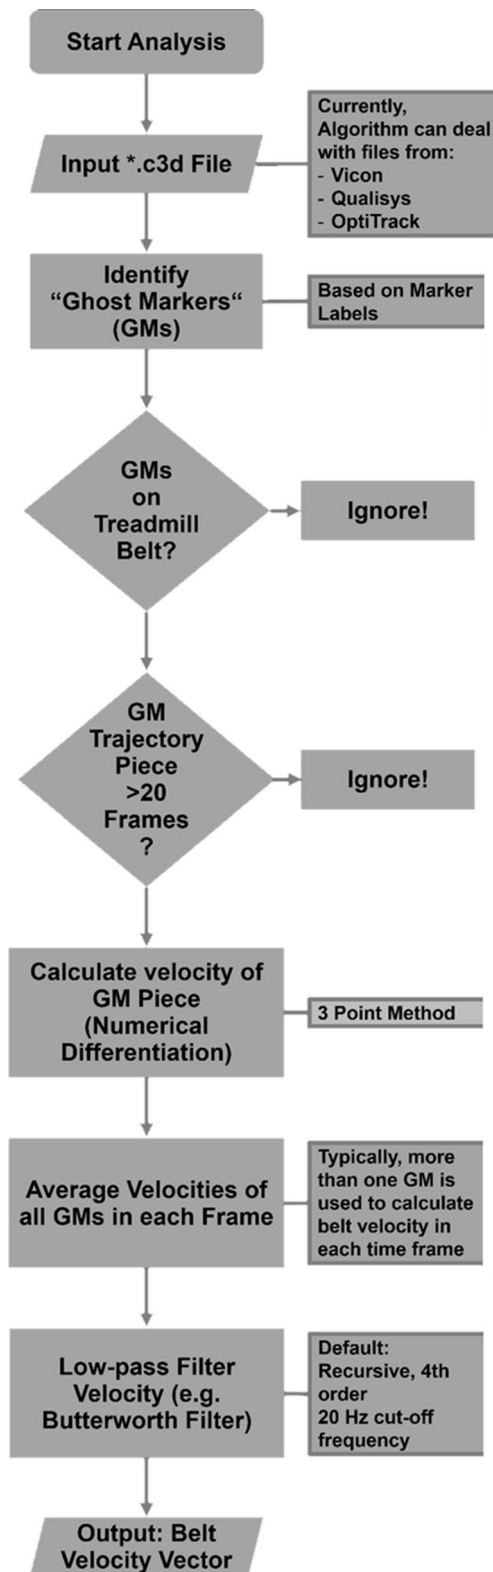 Start Analysis
Input *.c3d File
Currently,
Algorithm can deal
with files from:
- Vicon
- Qualisys
- OptiTrack
Identify
“Ghost Markers“
(GMs)
Based on Marker
Labels
GMs
on
Treadmill
Belt?
Ignore!
GM
Trajectory
Piece
>20
Frames
?
Ignore!
Calculate velocity of
GM Piece
(Numerical
Differentiation)
3 Point Method
Average Velocities of
all GMs in each Frame
Typically, more
than one GM is
used to calculate
belt velocity in
each time frame
Low-pass Filter
Velocity (e.g.
Butterworth Filter)
Default:
Recursive, 4th
order
20 Hz cut-off
frequency
Output: Belt
Velocity Vector